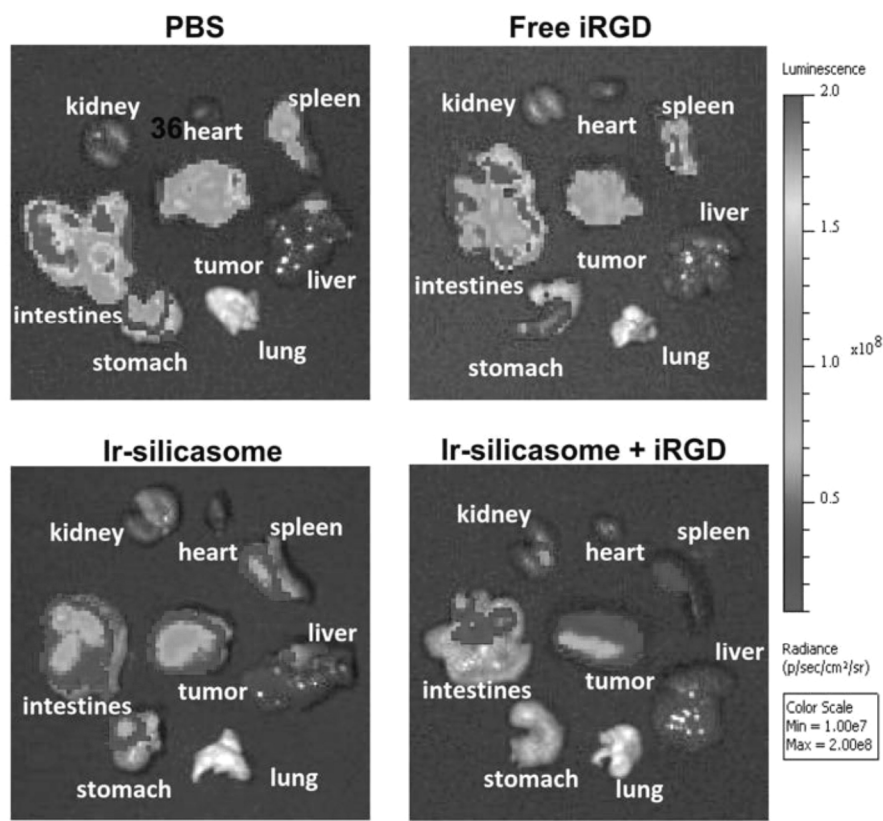 PBS
kidney
36
heart
spleen
tumor
liver
intestines
stomach
lung
Free iRGD
kidney
heart
spleen
liver
intestines
tumor
stomach
lung
Luminescence
2.0
1.5
1.0
x10⁸
0.5
Radiance
(p/sec/cm²/sr)
Color Scale
Min = 1.00e7
Max = 2.00e8
Ir-silicasome
kidney
heart
spleen
liver
intestines
tumor
stomach
lung
Ir-silicasome + iRGD
kidney
heart
spleen
liver
intestines
tumor
stomach
lung